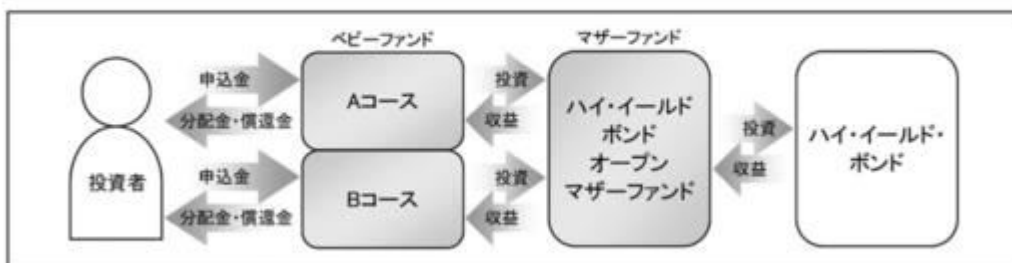 ベビーファンド
マザーファンド
申込金
分配金・償還金
Aコース
投資
収益
投資者
申込金
分配金・償還金
Bコース
投資
収益
ハイ・イールド
ボンド
オープン
マザーファンド
投資
収益
ハイ・イールド・
ボンド